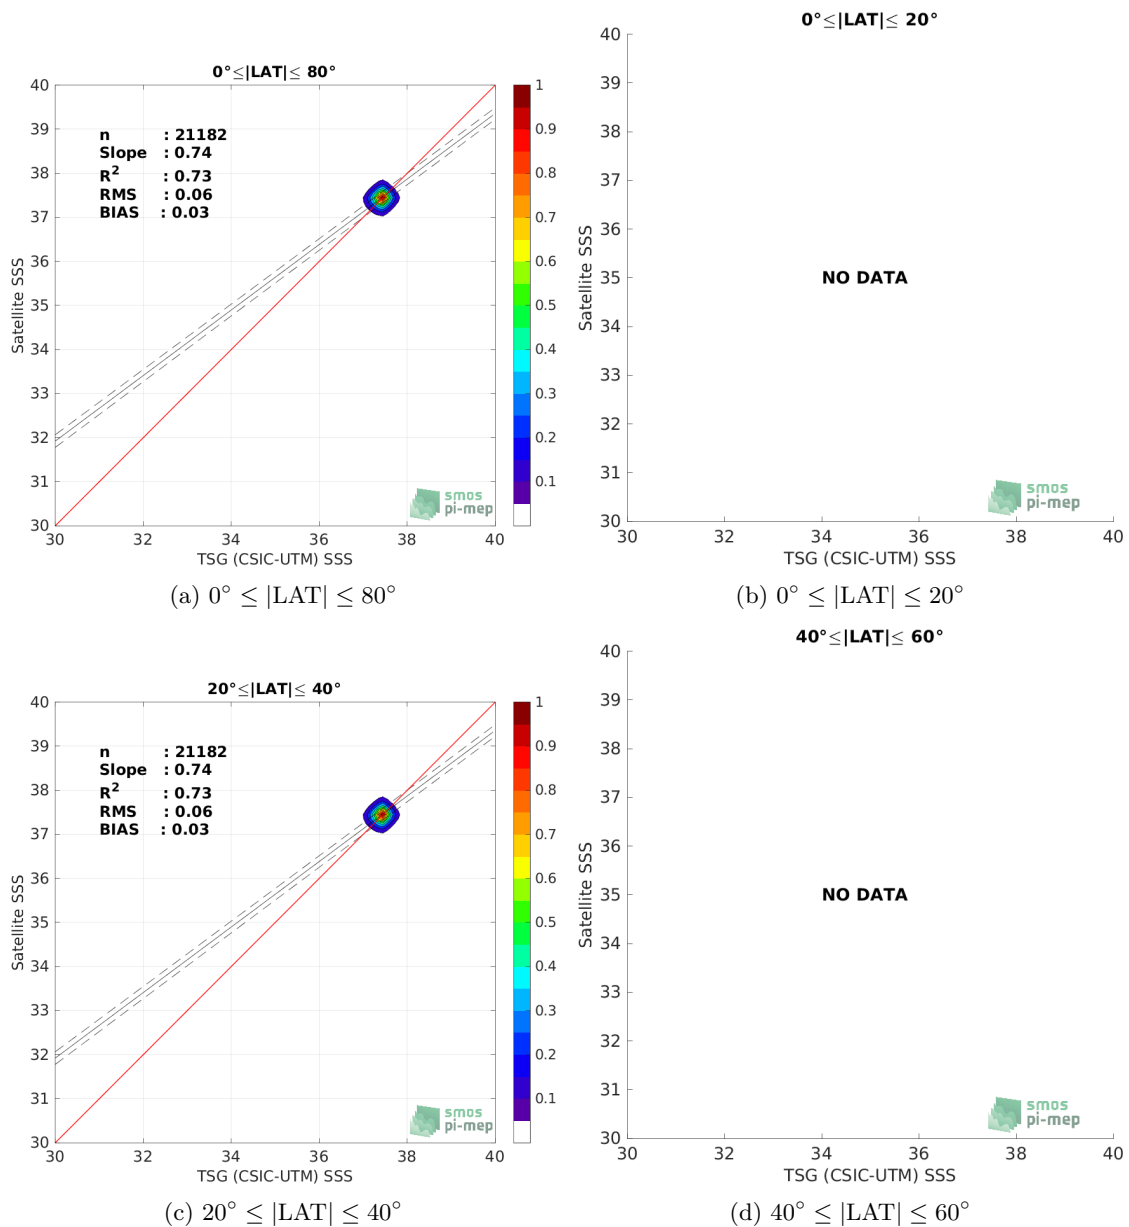 0°≤|LAT|≤ 80°
40
39
38
37
36
35
34
33
32
31
30
Satellite SSS
n : 21182
Slope : 0.74
R² : 0.73
RMS : 0.06
BIAS : 0.03
1
0.9
0.8
0.7
0.6
0.5
0.4
0.3
0.2
0.1
smos
pi-mep
30 32 34 36 38 40
TSG (CSIC-UTM) SSS
(a) 0° ≤ |LAT| ≤ 80°
0°≤|LAT|≤ 20°
40
39
38
37
36
35
34
33
32
31
30
Satellite SSS
NO DATA
smos
pi-mep
30 32 34 36 38 40
TSG (CSIC-UTM) SSS
(b) 0° ≤ |LAT| ≤ 20°
20°≤|LAT|≤ 40°
40
39
38
37
36
35
34
33
32
31
30
Satellite SSS
n : 21182
Slope : 0.74
R² : 0.73
RMS : 0.06
BIAS : 0.03
1
0.9
0.8
0.7
0.6
0.5
0.4
0.3
0.2
0.1
smos
pi-mep
30 32 34 36 38 40
TSG (CSIC-UTM) SSS
(c) 20° ≤ |LAT| ≤ 40°
40°≤|LAT|≤ 60°
40
39
38
37
36
35
34
33
32
31
30
Satellite SSS
NO DATA
smos
pi-mep
30 32 34 36 38 40
TSG (CSIC-UTM) SSS
(d) 40° ≤ |LAT| ≤ 60°